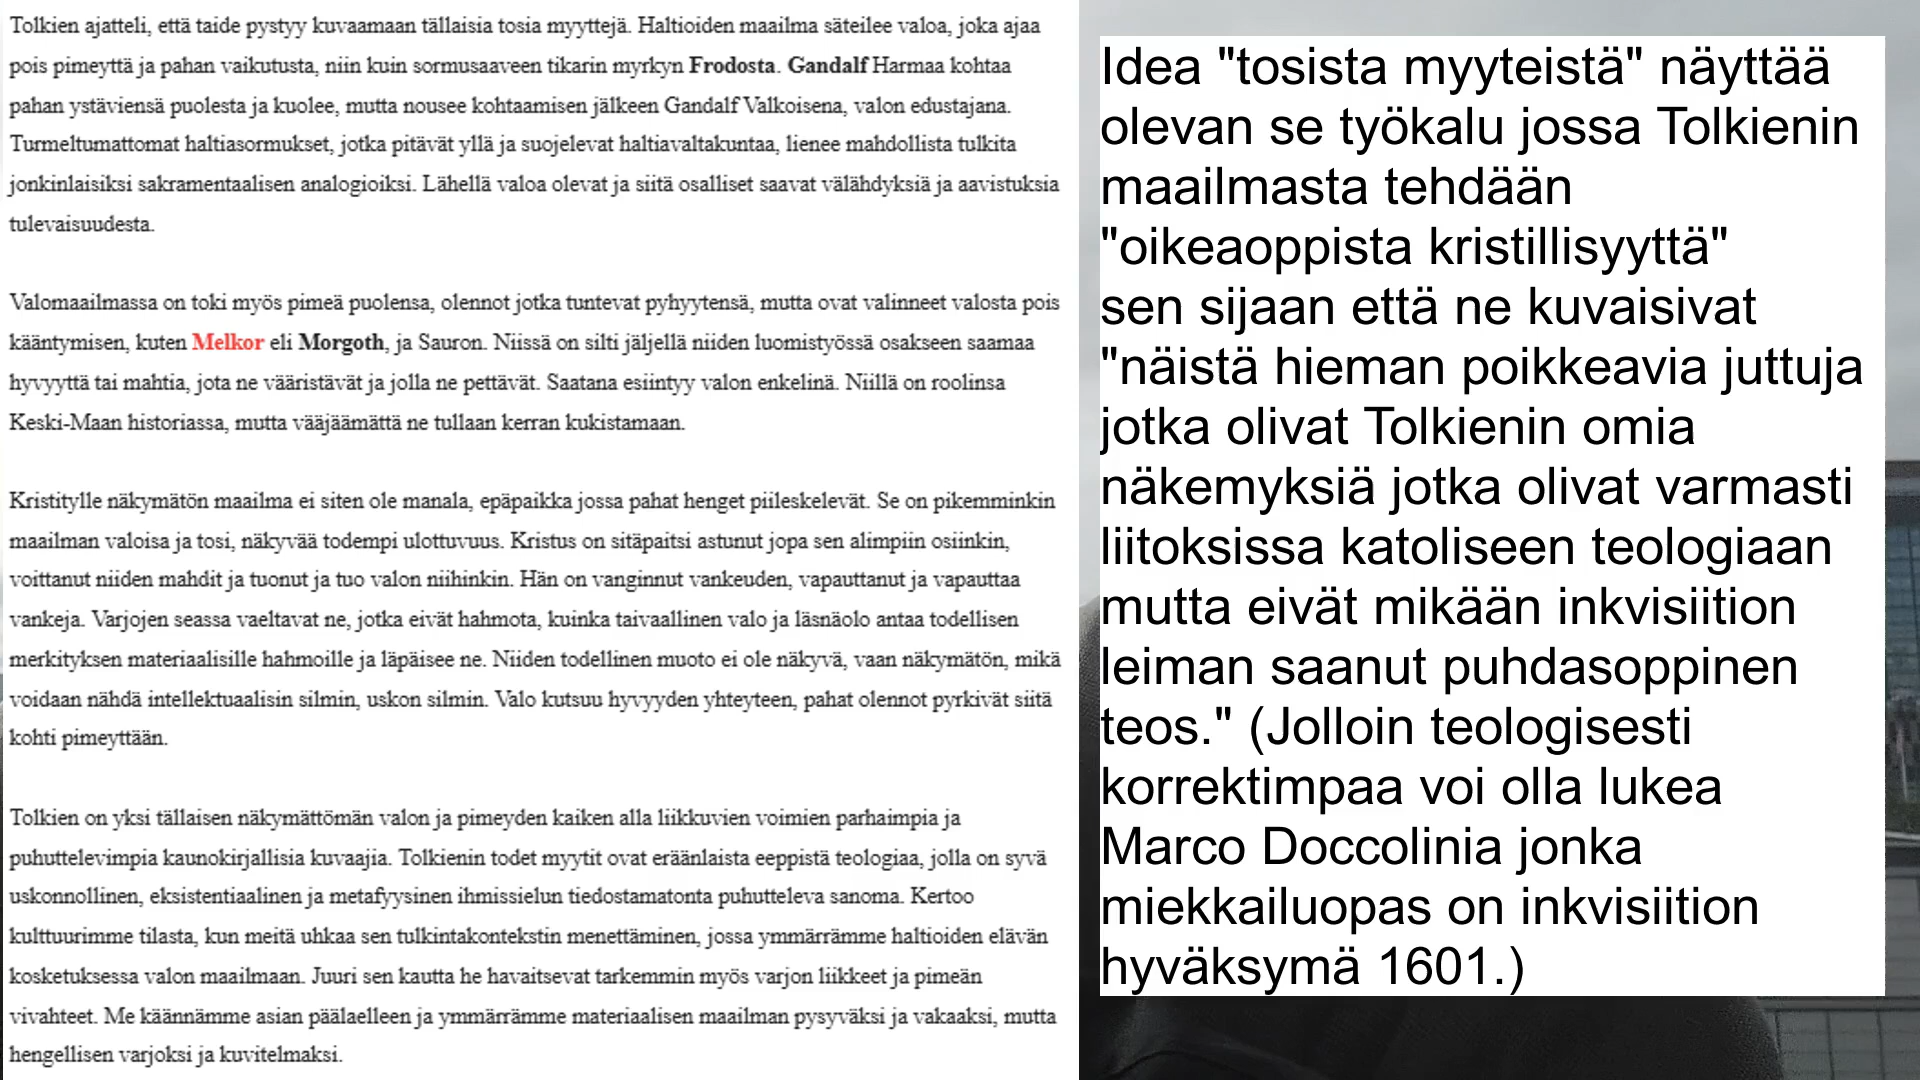 Tolkien ajatteli, että taide pystyy kuvaamaan tällaisia tosia myyttejä. Haltioiden maailma säteilee valoa, joka ajaa
pois pimeyttä ja pahan vaikutusta, niin kuin sormusaaveen tikarin myrkyn Frodosta. Gandalf Harmaa kohtaa
pahan ystäviensä puolesta ja kuolee, mutta nousee kohtaamisen jälkeen Gandalf Valkoisena, valon edustajana.
Turmeltumattomat haltiasormukset, jotka pitävät yllä ja suojelevat haltiavaltakuntaa, lienee mahdollista tulkita
jonkinlaisiksi sakramentaalisen analogioiksi. Lähellä valoa olevat ja siitä osalliset saavat välähdyksiä ja aavistuksia
tulevaisuudesta.
Valomaailmassa on toki myös pimeä puolensa, olennot jotka tuntevat pyhyytensä, mutta ovat valinneet valosta pois
kääntymisen, kuten Melkor eli Morgoth, ja Sauron. Niissä on silti jäljellä niiden luomistyössä osakseen saamaa
hyvyyttä tai mahtia, jota ne vääristävät ja jolla ne pettävät. Saatana esiintyy valon enkelinä. Niillä on roolinsa
Keski-Maan historiassa, mutta vääjäämättä ne tullaan kerran kukistamaan.
Kristitylle näkymätön maailma ei siten ole manala, epäpaikka jossa pahat henget piileskelevät. Se on pikemminkin
maailman valoisa ja tosi, näkyvää todempi ulottuvuus. Kristus on sitäpaitsi astunut jopa sen alimpiin osiinkin,
voittanut niiden mahdit ja tuonut ja tuo valon niihinkin. Hän on vanginnut vankeuden, vapauttanut ja vapauttaa
vankeja. Varjojen seassa vaeltavat ne, jotka eivät hahmota, kuinka taivaallinen valo ja läsnäolo antaa todellisen
merkityksen materiaalisille hahmoille ja läpäisee ne. Niiden todellinen muoto ei ole näkyvä, vaan näkymätön, mikä
voidaan nähdä intellektuaalisin silmin, uskon silmin. Valo kutsuu hyvyyden yhteyteen, pahat olennot pyrkivät siitä
kohti pimeyttään.
Tolkien on yksi tällaisen näkymättömän valon ja pimeyden kaiken alla liikkuvien voimien parhaimpia ja
puhuttelevimpia kaunokirjallisia kuvaajia. Tolkienin todet myytit ovat eräänlaista eeppistä teologiaa, jolla on syvä
uskonnollinen, eksistentiaalinen ja metafyysinen ihmissielun tiedostamatonta puhutteleva sanoma. Kertoo
kulttuurimme tilasta, kun meitä uhkaa sen tulkintakontekstin menettäminen, jossa ymmärrämme haltioiden elävän
kosketuksessa valon maailmaan. Juuri sen kautta he havaitsevat tarkemmin myös varjon liikkeet ja pimeän
vivahteet. Me käännämme asian päälaelleen ja ymmärrämme materiaalisen maailman pysyväksi ja vakaaksi, mutta
hengellisen varjoksi ja kuvitelmaksi.
Idea "tosista myyteistä" näyttää
olevan se työkalu jossa Tolkienin
maailmasta tehdään
"oikeaoppista kristillisyyttä"
sen sijaan että ne kuvaisivat
"näistä hieman poikkeavia juttuja
jotka olivat Tolkienin omia
näkemyksiä jotka olivat varmasti
liitoksissa katoliseen teologiaan
mutta eivät mikään inkvisiition
leiman saanut puhdasoppinen
teos." (Jolloin teologisesti
korrektimpaa voi olla lukea
Marco Doccolinia jonka
miekkailuopas on inkvisiition
hyväksymä 1601.)